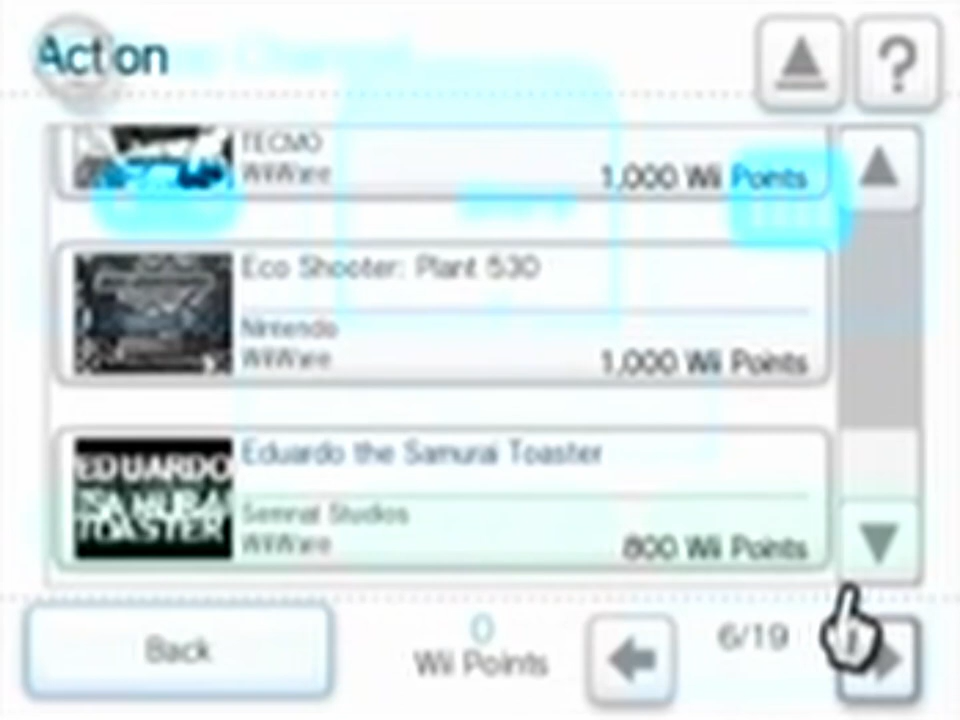 Action
?
TECMO
WiiWare
1,000 Wii Points
Eco Shooter: Plant 530
Nintendo
WiiWare
1,000 Wii Points
EDUARDO
SAMURAI
TOASTER
Eduardo the Samurai Toaster
Semnat Studios
WiiWare
800 Wii Points
Back
0
Wii Points
6/19